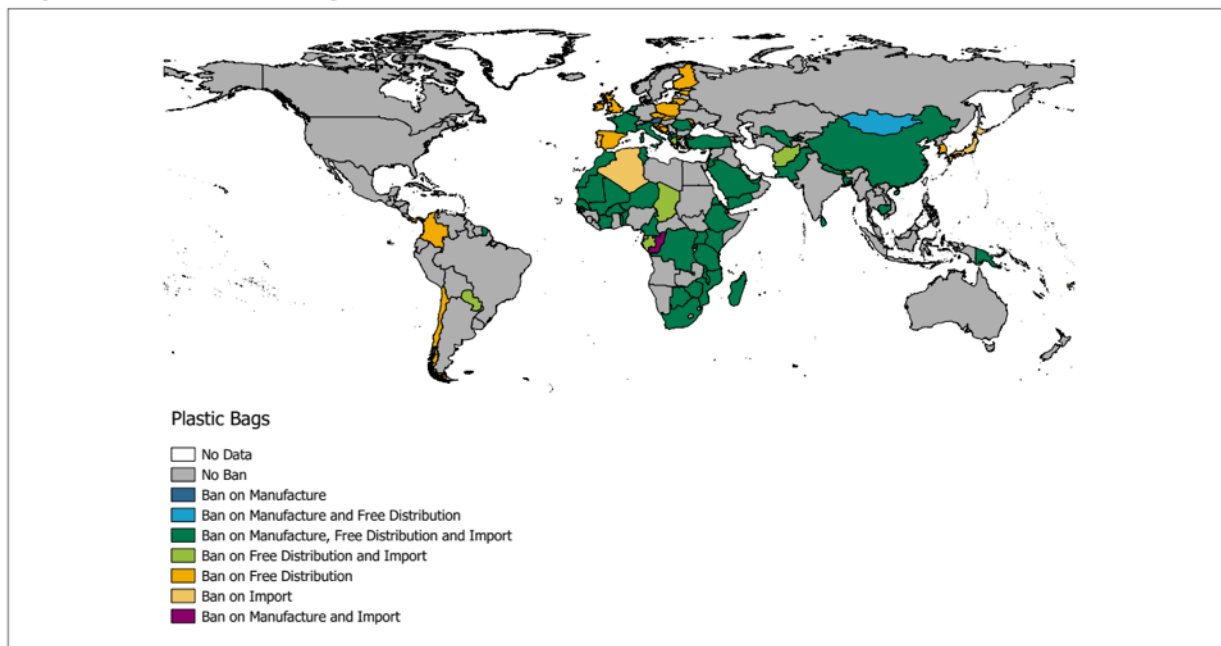 Plastic Bags
No Data
No Ban
Ban on Manufacture
Ban on Manufacture and Free Distribution
Ban on Manufacture, Free Distribution and Import
Ban on Free Distribution and Import
Ban on Free Distribution
Ban on Import
Ban on Manufacture and Import